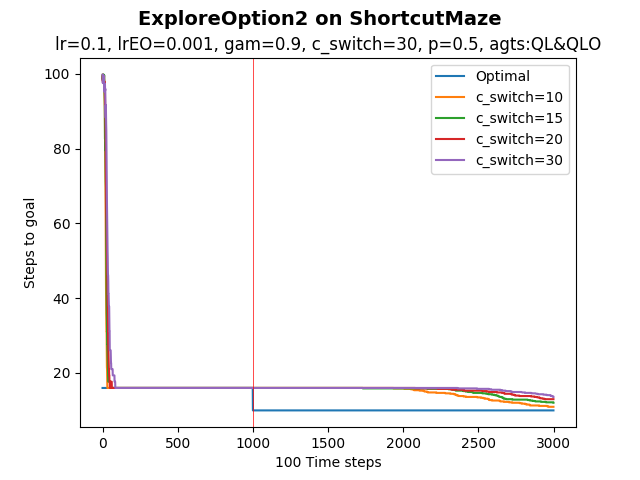 ExploreOption2 on ShortcutMaze
lr=0.1, lrEO=0.001, gam=0.9, c_switch=30, p=0.5, agts:QL&QLO
Optimal
c_switch=10
c_switch=15
c_switch=20
c_switch=30
Steps to goal
100
80
60
40
20
0
500
1000
1500
2000
2500
3000
100 Time steps